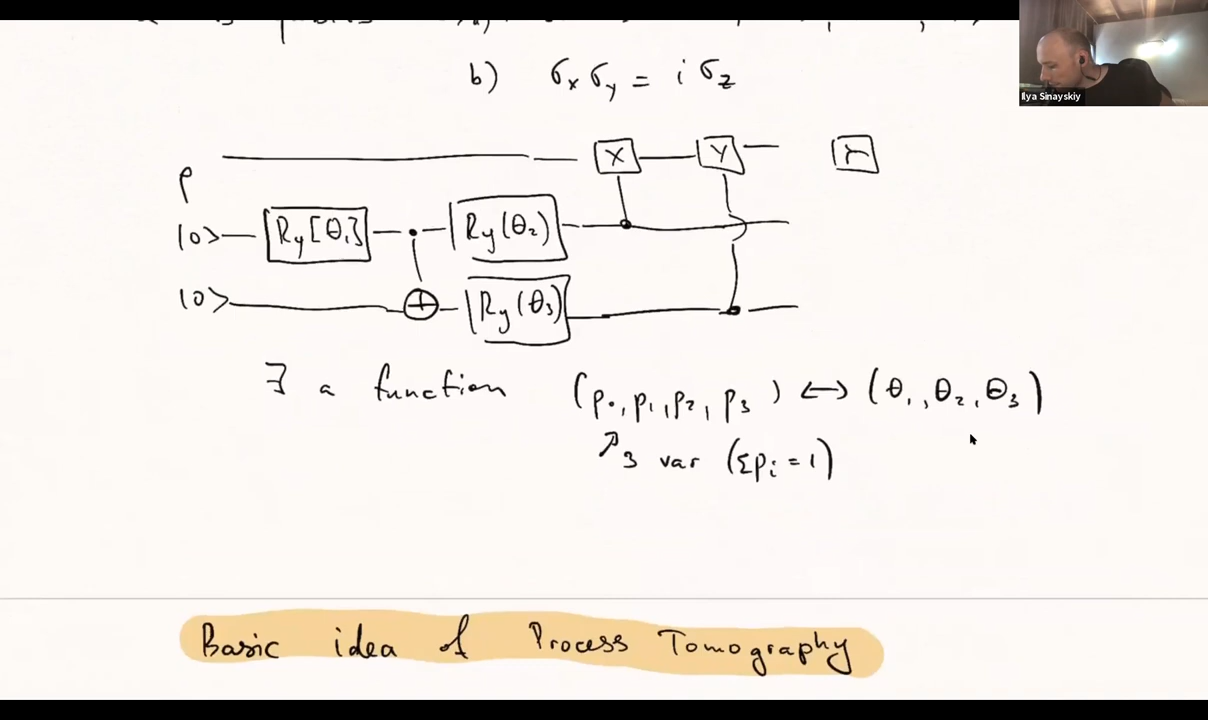 b) σx σy = i σz
Ilya Sinayskiy
X Y
ρ
|0> Ry[θ1] Ry(θ2)
|0> Ry(θ3)
∃ a function (p0, p1, p2, p3) ↔ (θ1, θ2, θ3)
↗ 3 var (Σpi = 1)
Basic idea of Process Tomography